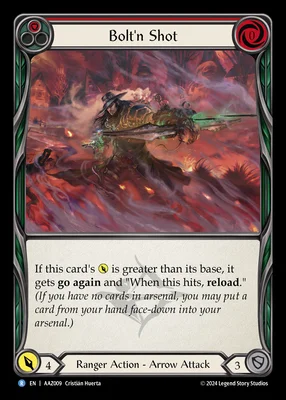 Bolt'n Shot
If this card's is greater than its base, it
gets go again and "When this hits, reload."
(If you have no cards in arsenal, you may put a
card from your hand face-down into your
arsenal.)
4
Ranger Action - Arrow Attack
3
R EN | AAZ009 Cristián Huerta
© 2024 Legend Story Studios